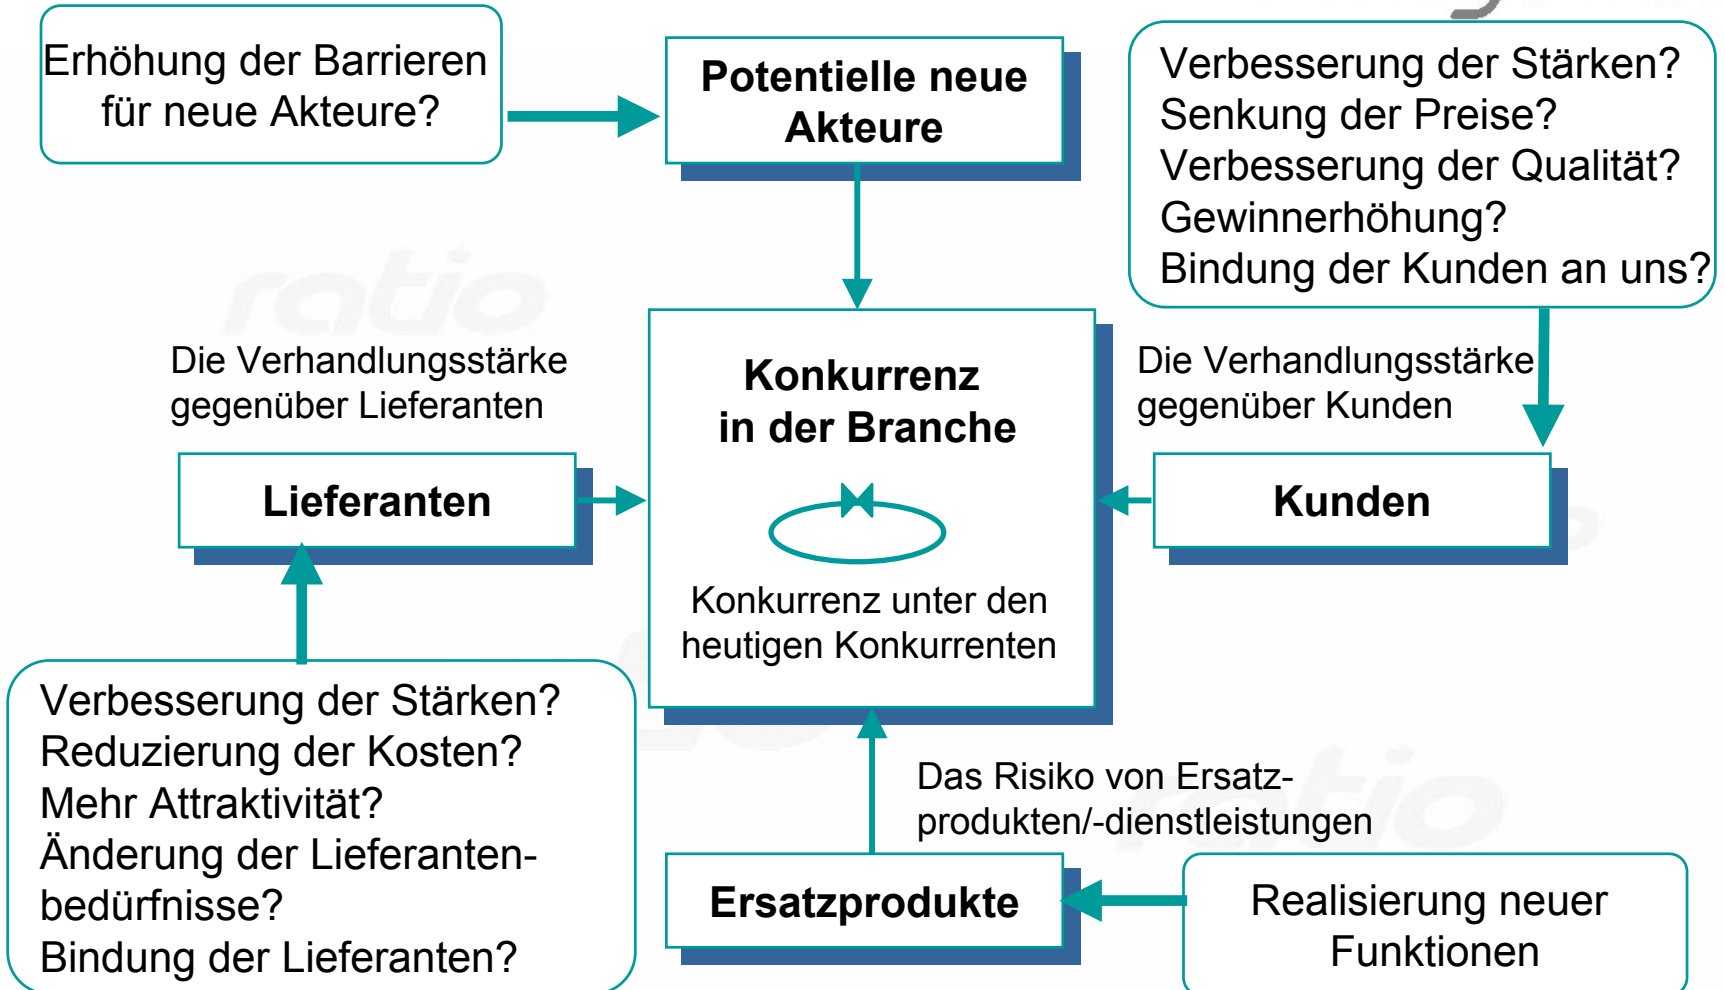 Erhöhung der Barrieren
für neue Akteure?
Potentielle neue
Akteure
Verbesserung der Stärken?
Senkung der Preise?
Verbesserung der Qualität?
Gewinnerhöhung?
Bindung der Kunden an uns?
ratio
Die Verhandlungsstärke
gegenüber Lieferanten
Konkurrenz
in der Branche
Die Verhandlungsstärke
gegenüber Kunden
Lieferanten
Kunden
Konkurrenz unter den
heutigen Konkurrenten
Verbesserung der Stärken?
Reduzierung der Kosten?
Mehr Attraktivität?
Änderung der Lieferanten-
bedürfnisse?
Bindung der Lieferanten?
Das Risiko von Ersatz-
produkten/-dienstleistungen
ratio
Ersatzprodukte
Realisierung neuer
Funktionen